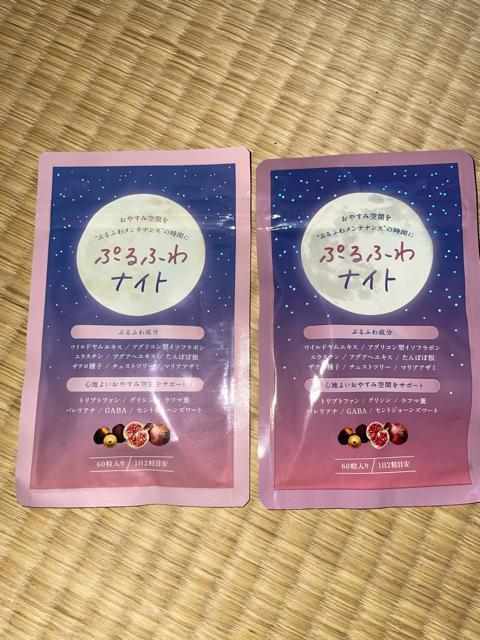 おやすみ空間を
"ぷるふわメンテナンス"の時間に
ぷるふーわ
ナイト
ぷるふわ成分
ワイルドヤムエキス / アグリコン型イソフラボン
エラスチン / アグアヘエキス / たんぽぽ根
ザクロ種子 / チェストツリー / マリアアザミ
心地よいおやすみ空間をサポート
トリプトファン / グリシン / ラフマ葉
バレリアナ / GABA / セントジョーンズワート
60粒入り / 1日2粒目安
おやすみ空間を
"ぷるふわメンテナンス"の時間に
ぷるふーわ
ナイト
ぷるふわ成分
ワイルドヤムエキス / アグリコン型イソフラボン
エラスチン / アグアヘエキス / たんぽぽ根
ザクロ種子 / チェストツリー / マリアアザミ
心地よいおやすみ空間をサポート
トリプトファン / グリシン / ラフマ葉
バレリアナ / GABA / セントジョーンズワート
60粒入り / 1日2粒目安